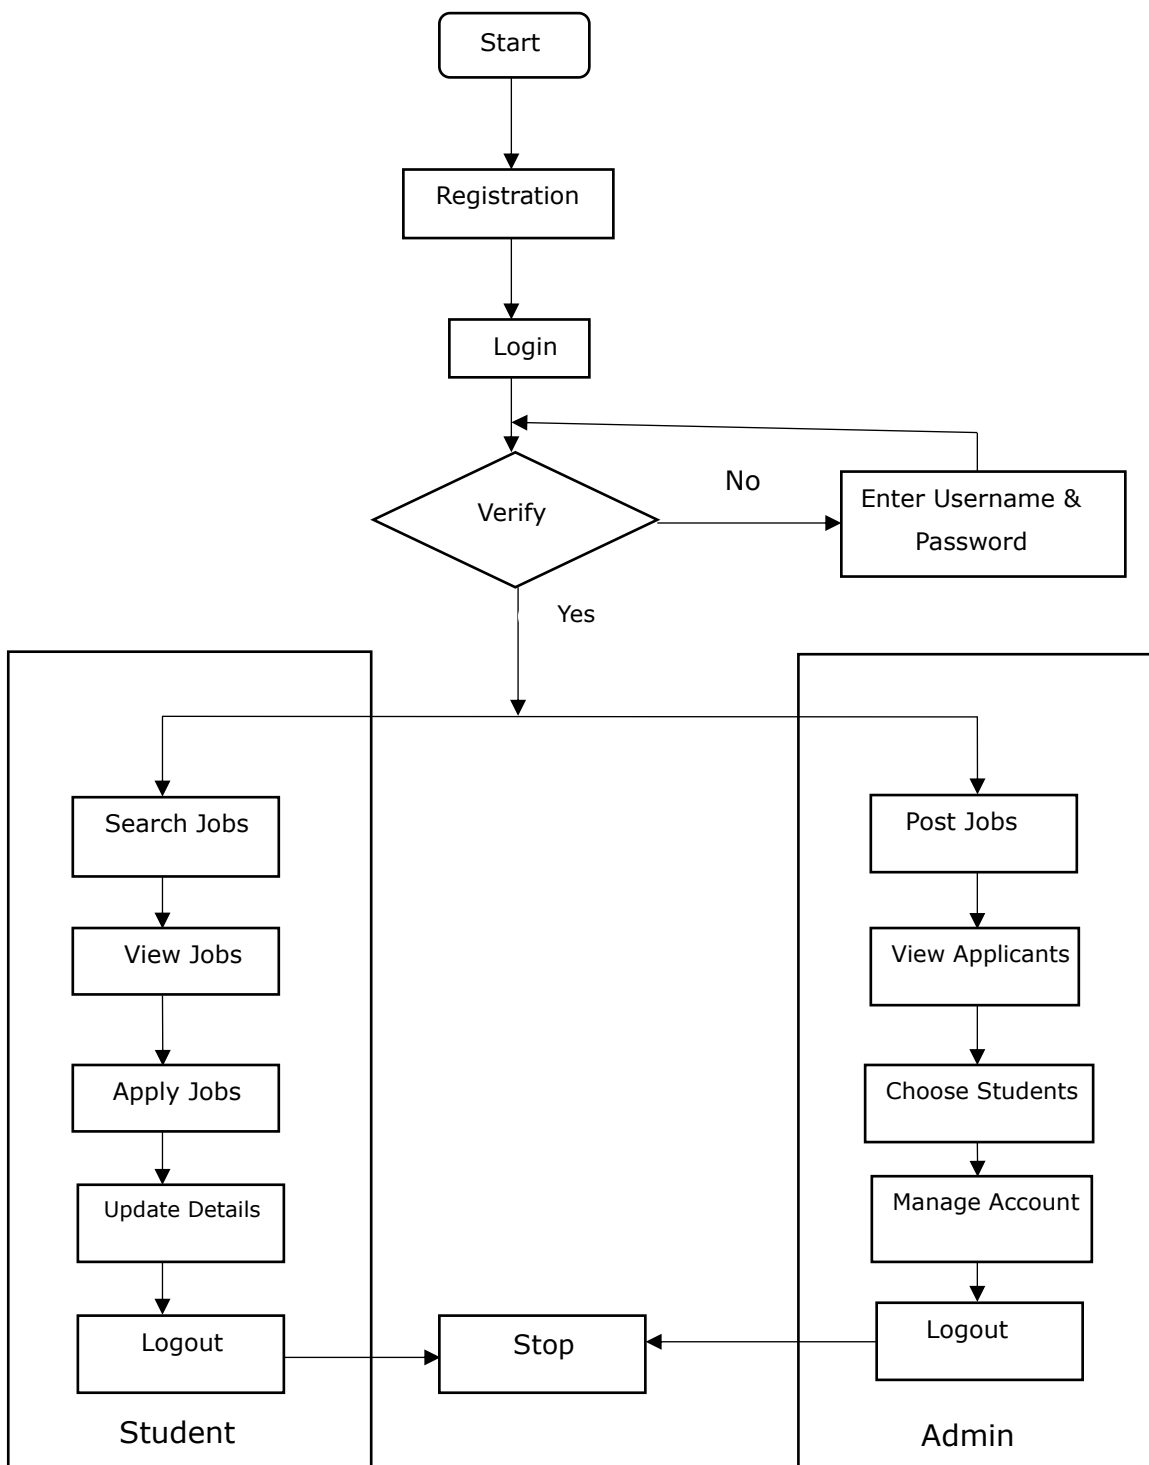 Start
Registration
Login
Verify
No
Enter Username &
Password
Yes
Search Jobs
View Jobs
Apply Jobs
Update Details
Logout
Student
Stop
Post Jobs
View Applicants
Choose Students
Manage Account
Logout
Admin